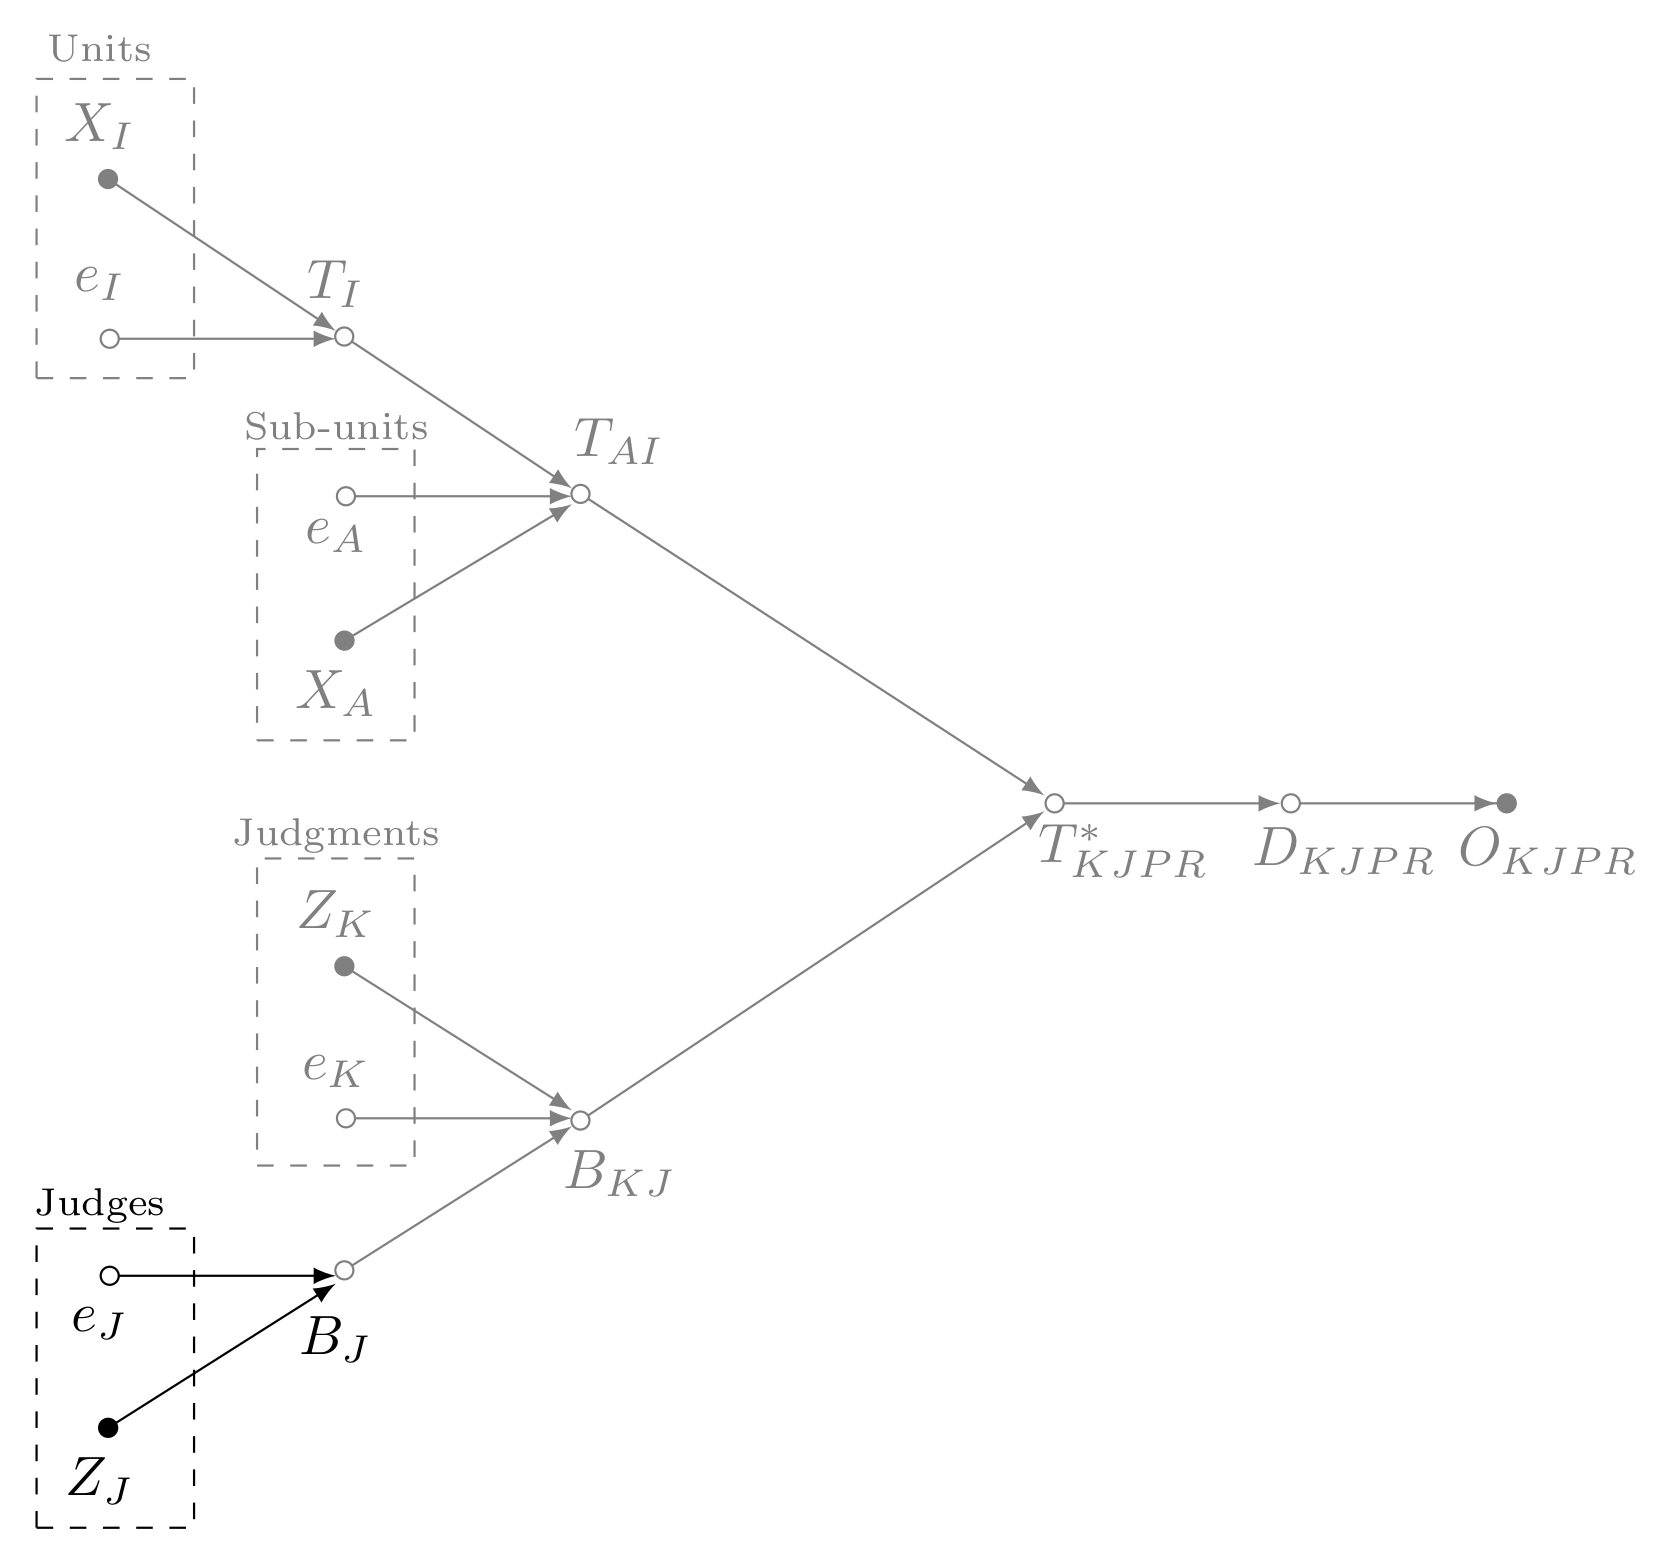 Units
X_I
e_I
T_I
Sub-units
T_{AI}
e_A
X_A
Judgments
Z_K
T^*_{KJPR}
D_{KJPR}
O_{KJPR}
e_K
B_{KJ}
Judges
e_J
B_J
Z_J